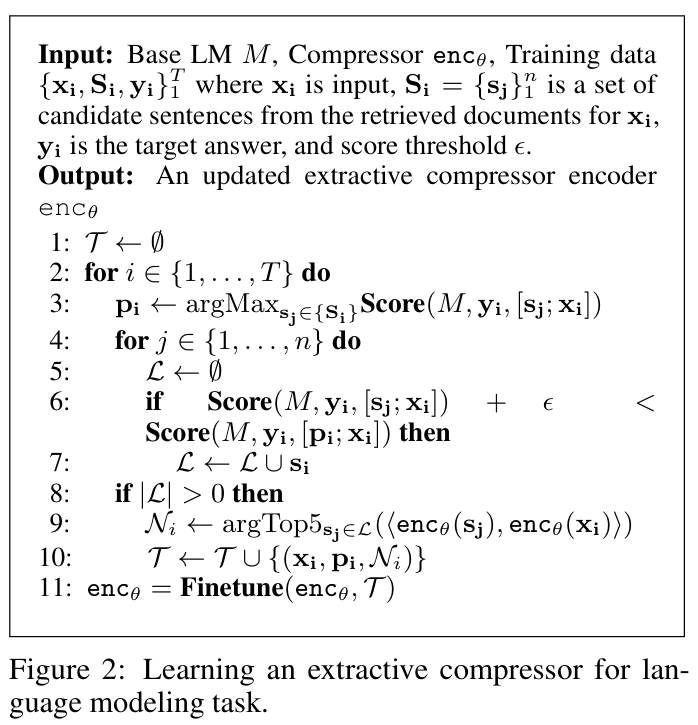 Input: Base LM M, Compressor enc_θ, Training data
{x_i, S_i, y_i}_1^T where x_i is input, S_i = {s_j}_1^n is a set of
candidate sentences from the retrieved documents for x_i,
y_i is the target answer, and score threshold ϵ.
Output: An updated extractive compressor encoder
enc_θ
1: 𝒯 ← ∅
2: for i ∈ {1, . . . , T} do
3: p_i ← argMax_{s_j∈{S_i}} Score(M, y_i, [s_j; x_i])
4: for j ∈ {1, . . . , n} do
5: ℒ ← ∅
6: if Score(M, y_i, [s_j; x_i]) + ϵ <
Score(M, y_i, [p_i; x_i]) then
7: ℒ ← ℒ ∪ s_i
8: if |ℒ| > 0 then
9: 𝒩_i ← argTop5_{s_j∈ℒ}(⟨enc_θ(s_j), enc_θ(x_i)⟩)
10: 𝒯 ← 𝒯 ∪ {(x_i, p_i, 𝒩_i)}
11: enc_θ = Finetune(enc_θ, 𝒯)
Figure 2: Learning an extractive compressor for lan-
guage modeling task.